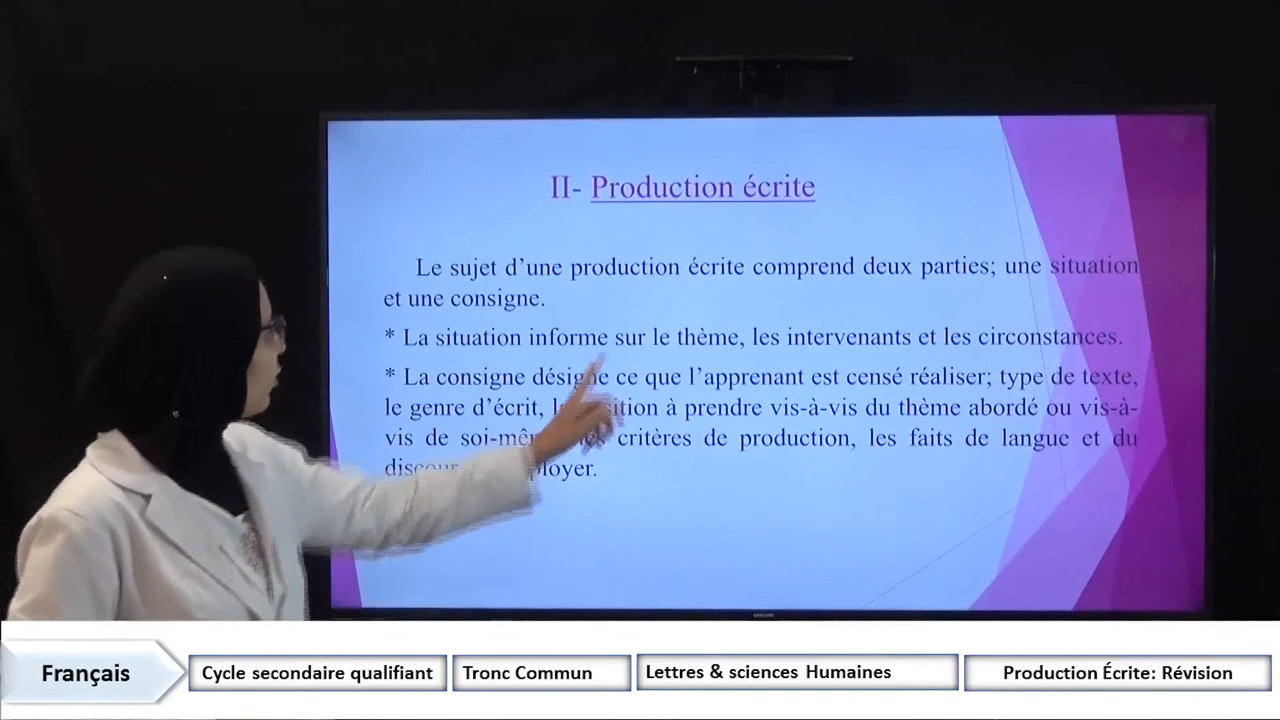 II- Production écrite
Le sujet d’une production écrite comprend deux parties; une situation
et une consigne.
* La situation informe sur le thème, les intervenants et les circonstances.
* La consigne désigne ce que l’apprenant est censé réaliser; type de texte,
le genre d’écrit, à prendre vis-à-vis du thème abordé ou vis-à-
vis de critères de production, les faits de langue et du
SAMSUNG
Français
Cycle secondaire qualifiant
Tronc Commun
Lettres & sciences Humaines
Production Écrite: Révision